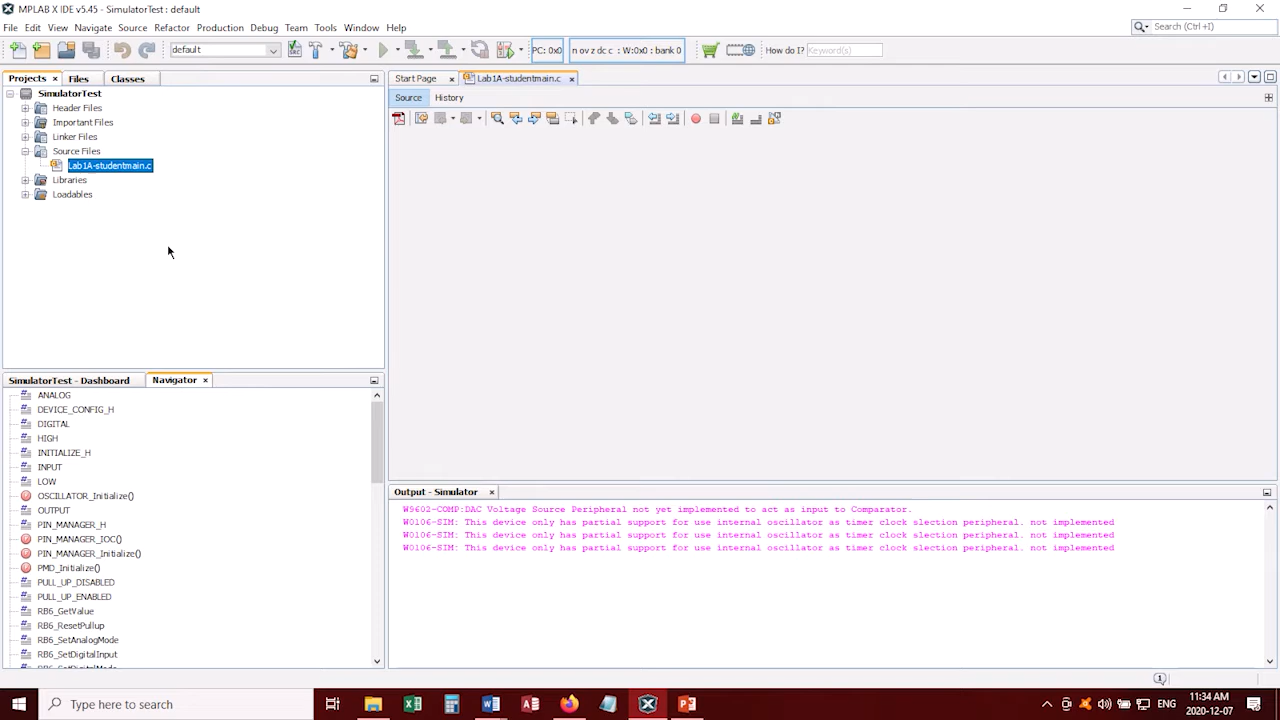 MPLAB X IDE v5.45 - SimulatorTest : default
File Edit View Navigate Source Refactor Production Debug Team Tools Window Help
Search (Ctrl+I)
default
PC: 0x0
n ov z dc c : W:0x0 : bank 0
How do I?
Keyword(s)
Projects
Files
Classes
Start Page
Lab1A-studentmain.c
SimulatorTest
Header Files
Important Files
Linker Files
Source Files
Lab1A-studentmain.c
Libraries
Loadables
Source
History
SimulatorTest - Dashboard
Navigator
ANALOG
DEVICE_CONFIG_H
DIGITAL
HIGH
INITIALIZE_H
INPUT
LOW
OSCILLATOR_Initialize()
OUTPUT
PIN_MANAGER_H
PIN_MANAGER_IOC()
PIN_MANAGER_Initialize()
PMD_Initialize()
PULL_UP_DISABLED
PULL_UP_ENABLED
RB6_GetValue
RB6_ResetPullup
RB6_SetAnalogMode
RB6_SetDigitalInput
Output - Simulator
W9602-COMP:DAC Voltage Source Peripheral not yet implemented to act as input to Comparator.
W0106-SIM: This device only has partial support for use internal oscillator as timer clock slection peripheral. not implemented
W0106-SIM: This device only has partial support for use internal oscillator as timer clock slection peripheral. not implemented
W0106-SIM: This device only has partial support for use internal oscillator as timer clock slection peripheral. not implemented
Type here to search
ENG
11:34 AM
2020-12-07